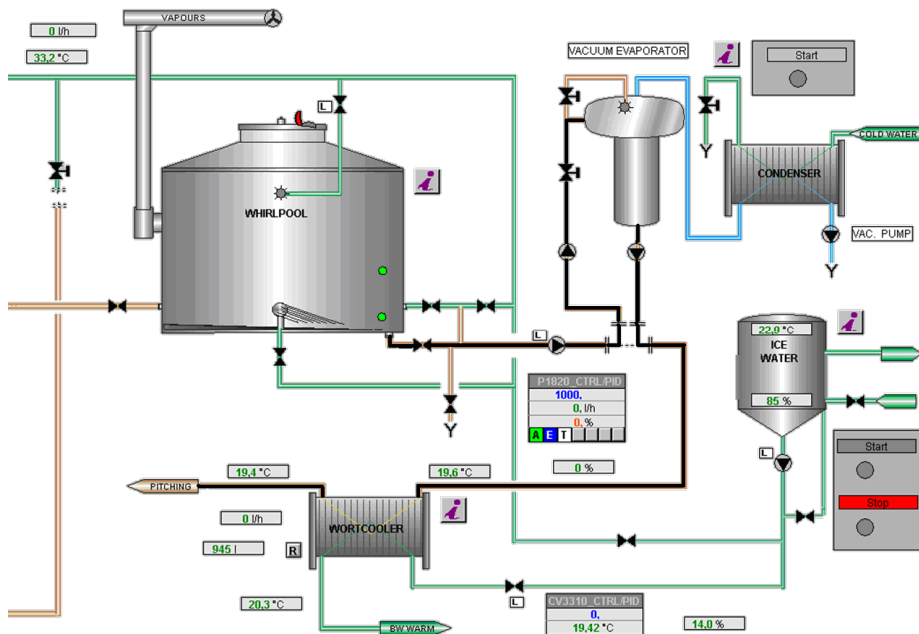 VAPOURS
0 l/h
33,2 °C
VACUUM EVAPORATOR
i
Start
L
COLD WATER
CONDENSER
i
WHIRLPOOL
VAC. PUMP
22,9 °C
i
ICE
WATER
L
P1820_CTRL/PID
1000,
0, l/h
0, %
A E T
85 %
Start
L
19,4 °C
19,6 °C
0 %
PITCHING
Stop
i
0 l/h
WORTCOOLER
945 l
R
20,3 °C
L
CV3310_CTRL/PID
0,
19,42 °C
14,0 %
BW WARM